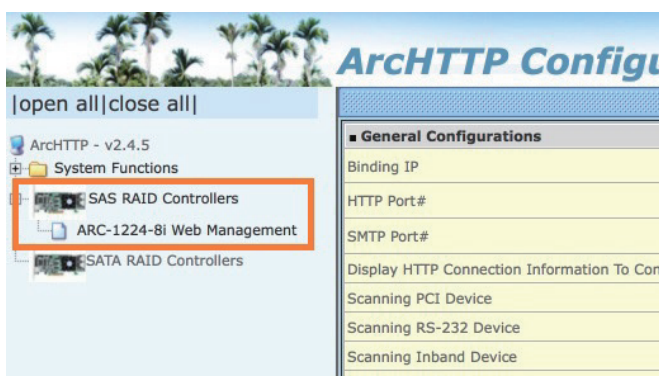 ArcHTTP Configu
|open all|close all|
ArcHTTP - v2.4.5
System Functions
SAS RAID Controllers
ARC-1224-8i Web Management
SATA RAID Controllers
▪ General Configurations
Binding IP
HTTP Port#
SMTP Port#
Display HTTP Connection Information To Con
Scanning PCI Device
Scanning RS-232 Device
Scanning Inband Device